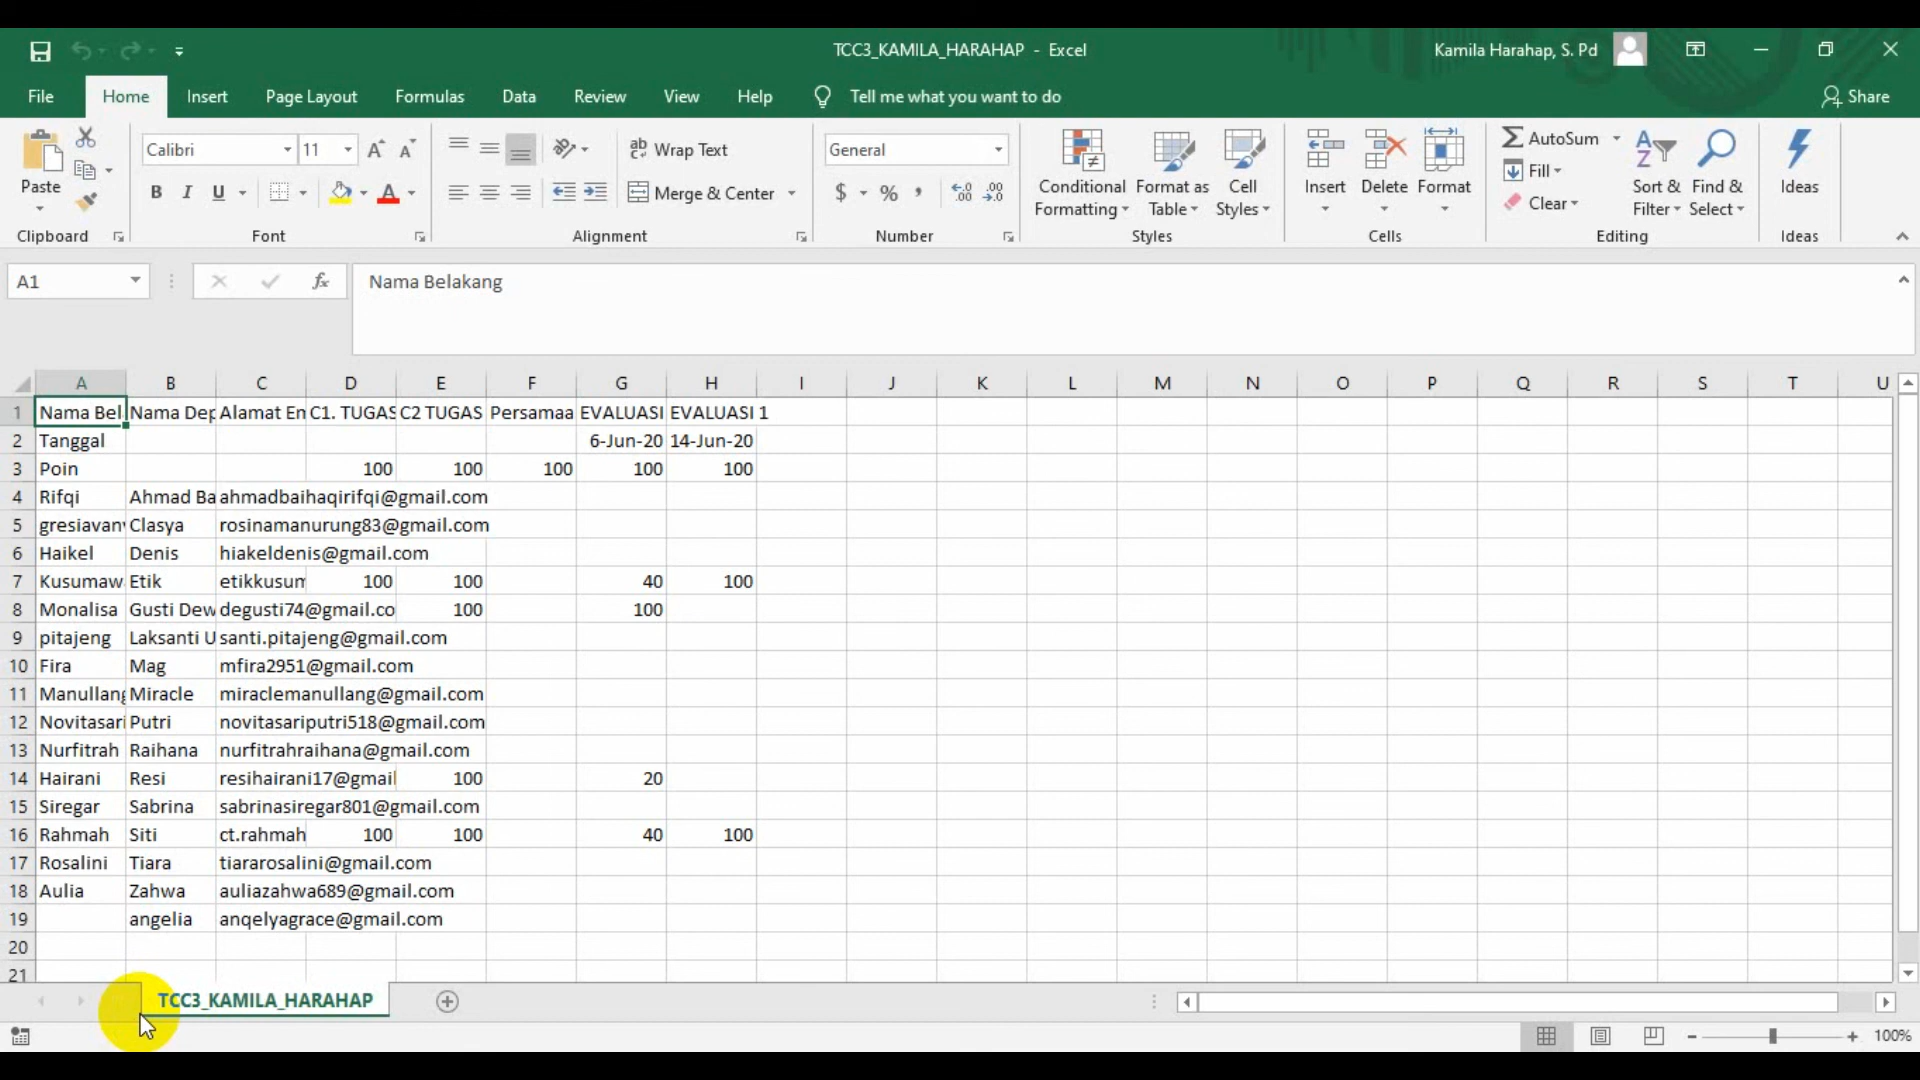 TCC3_KAMILA_HARAHAP - Excel
Kamila Harahap, S. Pd
File Home Insert Page Layout Formulas Data Review View Help Tell me what you want to do Share
Calibri 11 Wrap Text General AutoSum
Paste Conditional Formatting Format as Table Cell Styles Insert Delete Format Fill Sort & Filter Find & Select Ideas
B I U A Merge & Center $ % Clear
Clipboard Font Alignment Number Styles Cells Editing Ideas
A1 fx Nama Belakang
A B C D E F G H I J K L M N O P Q R S T U
1 Nama Bel Nama Dep Alamat Em C1. TUGAS C2 TUGAS Persamaa EVALUASI EVALUASI 1
2 Tanggal 6-Jun-20 14-Jun-20
3 Poin 100 100 100 100 100
4 Rifqi Ahmad Ba ahmadbaihaqirifqi@gmail.com
5 gresiavany Clasya rosinamanurung83@gmail.com
6 Haikel Denis hiakeldenis@gmail.com
7 Kusumaw Etik etikkusum 100 100 40 100
8 Monalisa Gusti Dew degusti74@gmail.co 100 100
9 pitajeng Laksanti U santi.pitajeng@gmail.com
10 Fira Mag mfira2951@gmail.com
11 Manullang Miracle miraclemanullang@gmail.com
12 Novitasari Putri novitasariputri518@gmail.com
13 Nurfitrah Raihana nurfitrahraihana@gmail.com
14 Hairani Resi resihairani17@gmail 100 20
15 Siregar Sabrina sabrinasiregar801@gmail.com
16 Rahmah Siti ct.rahmah 100 100 40 100
17 Rosalini Tiara tiararosalini@gmail.com
18 Aulia Zahwa auliazahwa689@gmail.com
19 angelia anqelyagrace@gmail.com
20
21
TCC3_KAMILA_HARAHAP
100%